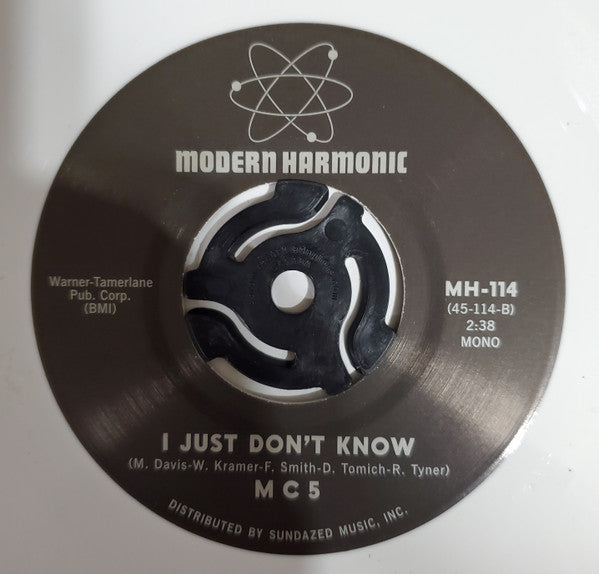 MODERN HARMONIC
Warner-Tamerlane
Pub. Corp.
(BMI)
MH-114
(45-114-B)
2:38
MONO
I JUST DON'T KNOW
(M. Davis-W. Kramer-F. Smith-D. Tomich-R. Tyner)
MC5
DISTRIBUTED BY SUNDAZED MUSIC, INC.